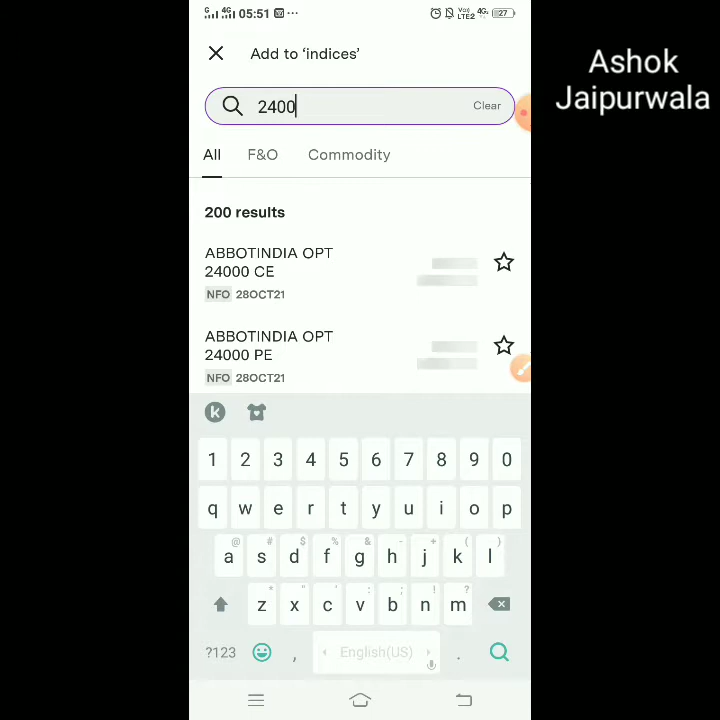 05:51
4G
27
Add to ‘indices’
2400
Clear
All F&O Commodity
200 results
ABBOTINDIA OPT
24000 CE
NFO 28OCT21
ABBOTINDIA OPT
24000 PE
NFO 28OCT21
1 2 3 4 5 6 7 8 9 0
q w e r t y u i o p
@ # $ % & - + ( )
a s d f g h j k l
* " ' : ; ! ?
z x c v b n m
?123 , English(US) .
Ashok
Jaipurwala